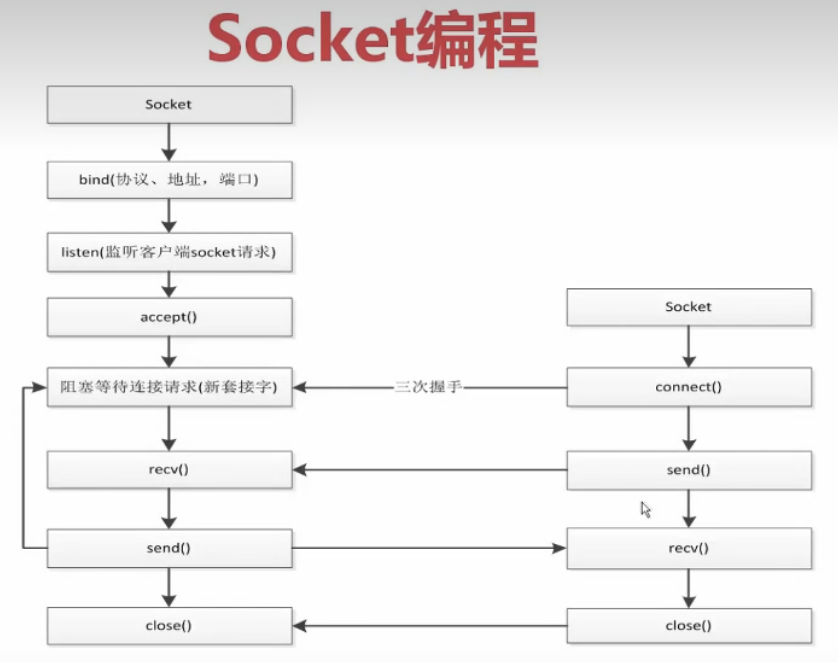 Socket编程
Socket
bind(协议、地址，端口)
listen(监听客户端socket请求)
accept()
阻塞等待连接请求(新套接字)
recv()
send()
close()
三次握手
Socket
connect()
send()
recv()
close()